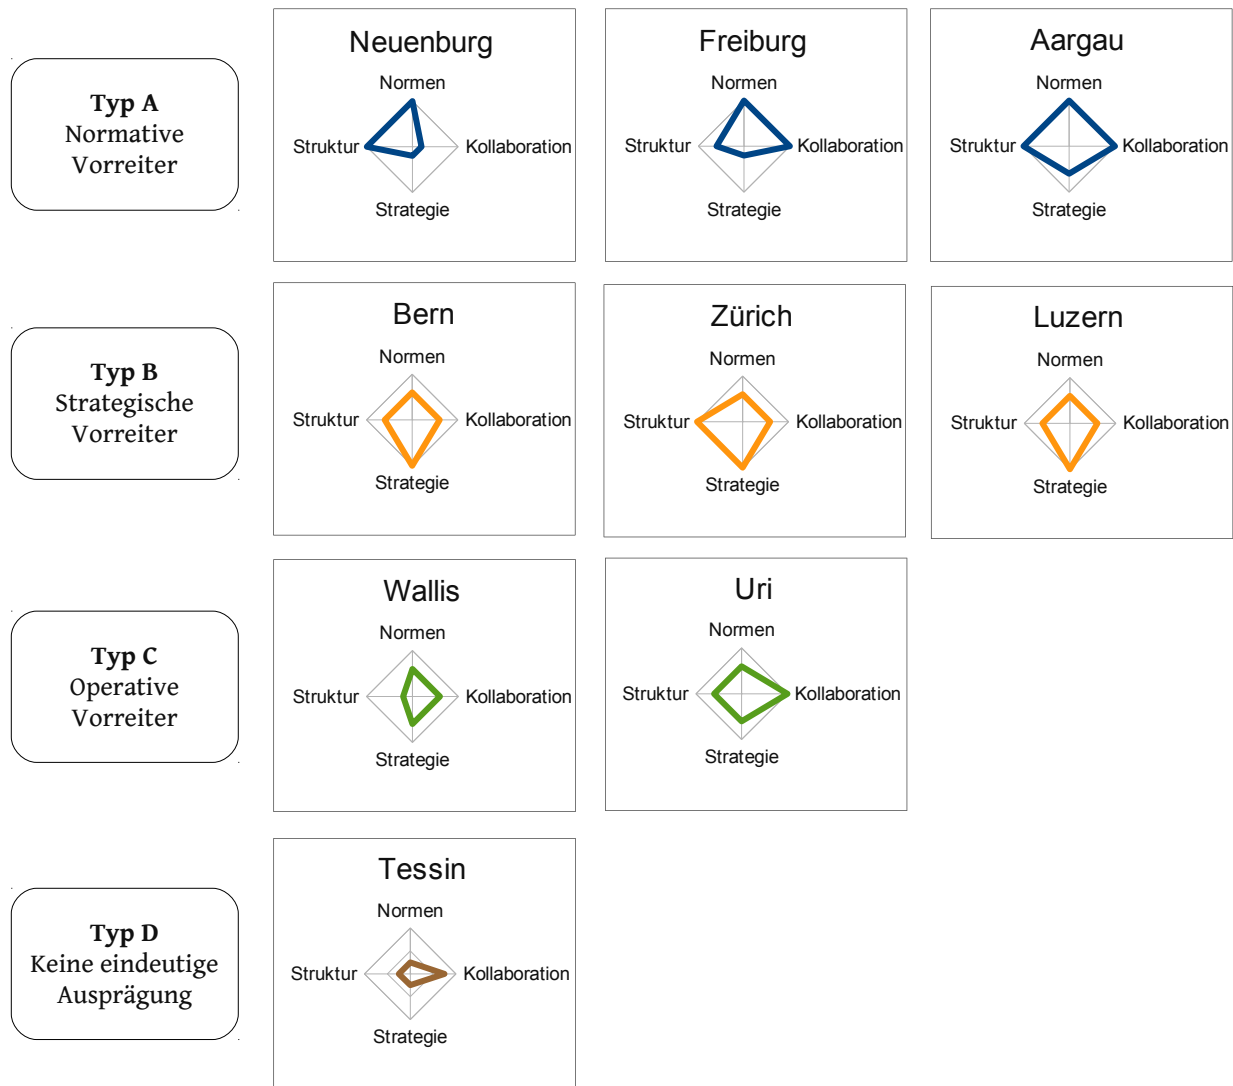 Typ A
Normative
Vorreiter
Neuenburg
Normen
Struktur
Kollaboration
Strategie
Freiburg
Normen
Struktur
Kollaboration
Strategie
Aargau
Normen
Struktur
Kollaboration
Strategie
Typ B
Strategische
Vorreiter
Bern
Normen
Struktur
Kollaboration
Strategie
Zürich
Normen
Struktur
Kollaboration
Strategie
Luzern
Normen
Struktur
Kollaboration
Strategie
Typ C
Operative
Vorreiter
Wallis
Normen
Struktur
Kollaboration
Strategie
Uri
Normen
Struktur
Kollaboration
Strategie
Typ D
Keine eindeutige
Ausprägung
Tessin
Normen
Struktur
Kollaboration
Strategie